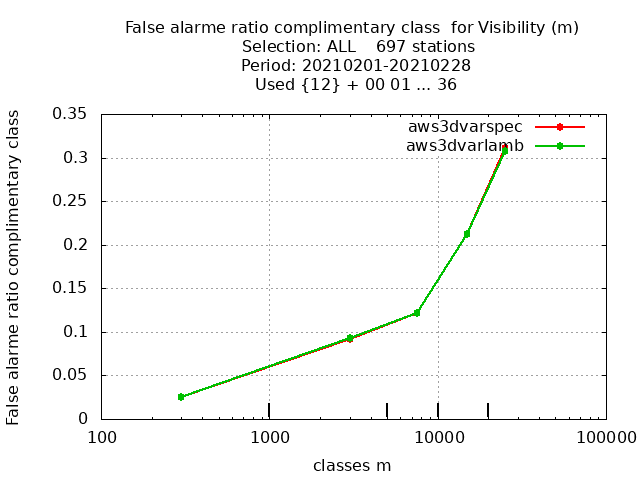 False alarme ratio complimentary class  for Visibility (m)
Selection: ALL    697 stations
Period: 20210201-20210228
Used {12} + 00 01 ... 36
False alarme ratio complimentary class
0.35
0.3
0.25
0.2
0.15
0.1
0.05
0
aws3dvarspec
aws3dvarlamb
100
1000
10000
100000
classes m